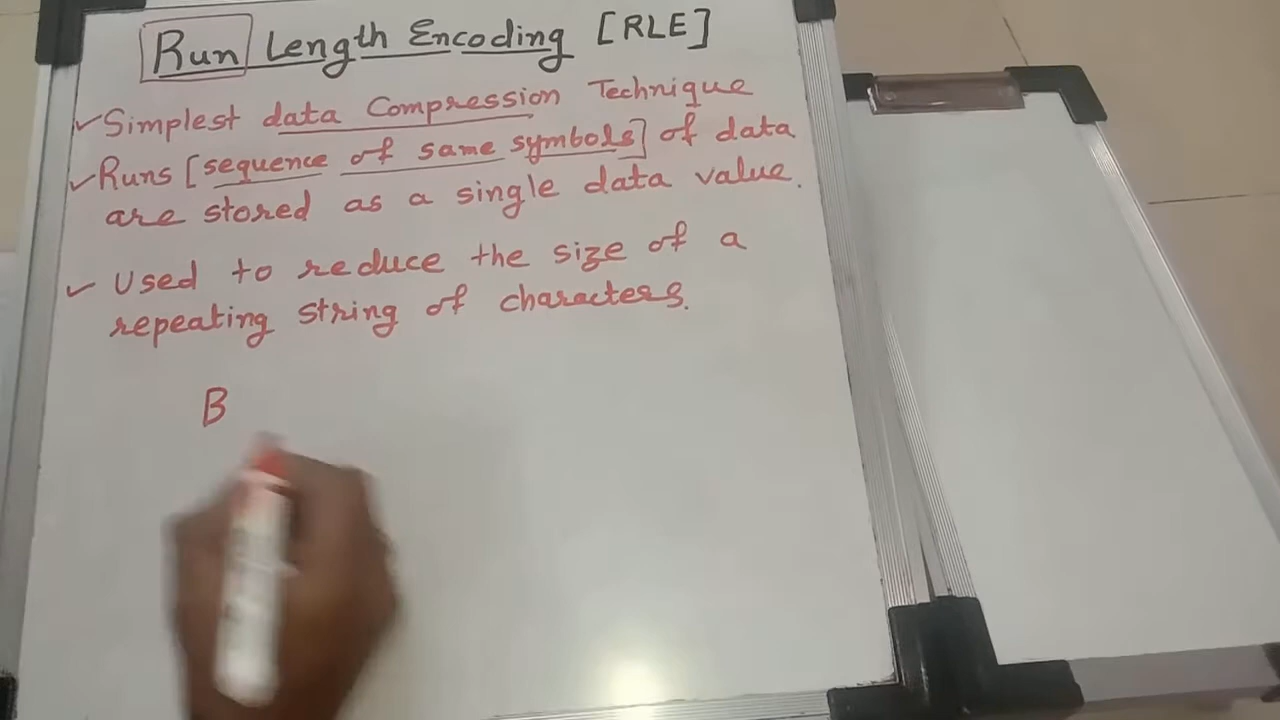 Run Length Encoding [RLE]
✓Simplest data Compression Technique
✓Runs [sequence of same symbols] of data
are stored as a single data value.
✓ Used to reduce the size of a
repeating string of characters.
B